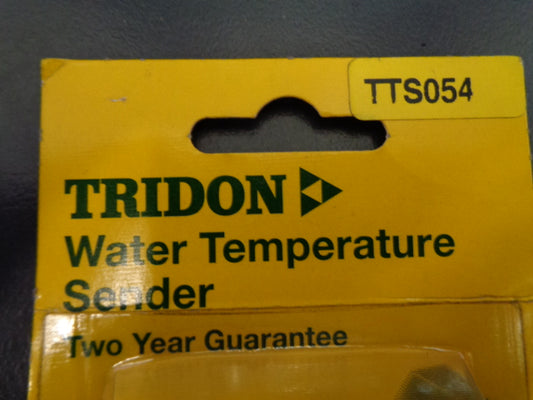 TTS054
TRIDON
Water Temperature
Sender
Two Year Guarantee